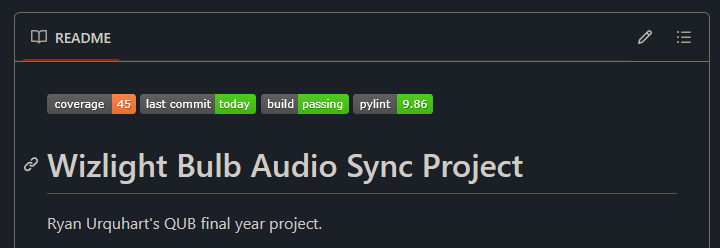 README
coverage 45 last commit today build passing pylint 9.86
Wizlight Bulb Audio Sync Project
Ryan Urquhart's QUB final year project.